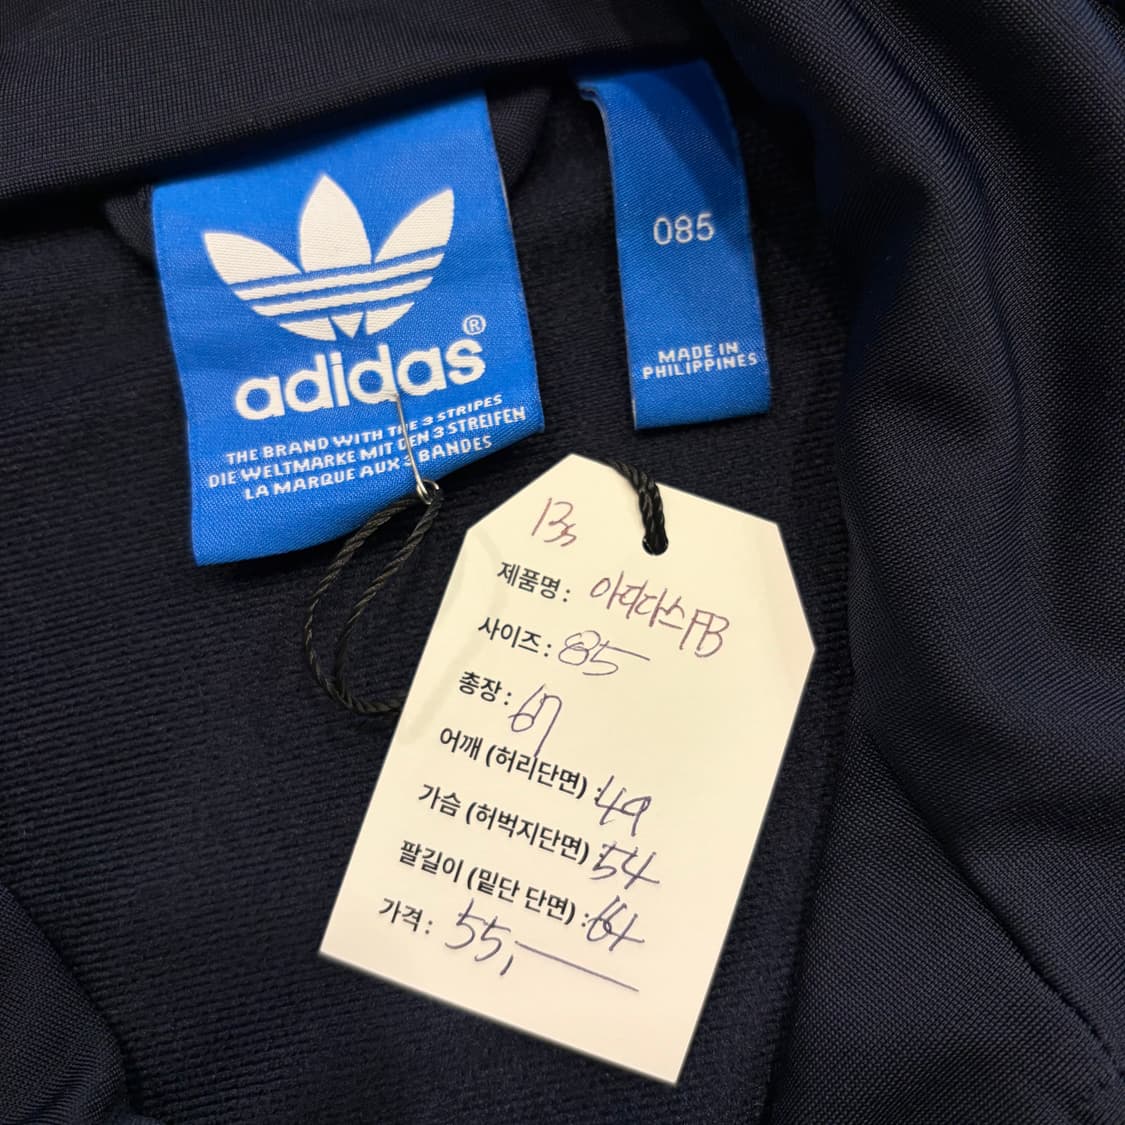 adidas®
THE BRAND WITH THE 3 STRIPES
DIE WELTMARKE MIT DEN 3 STREIFEN
LA MARQUE AUX 3 BANDES
085
MADE IN
PHILIPPINES
제품명: 아디다스FB
사이즈: 85
총장: 67
어깨 (허리단면): 49
가슴 (허벅지단면): 54
팔길이 (밑단 단면): 64
가격: 55,